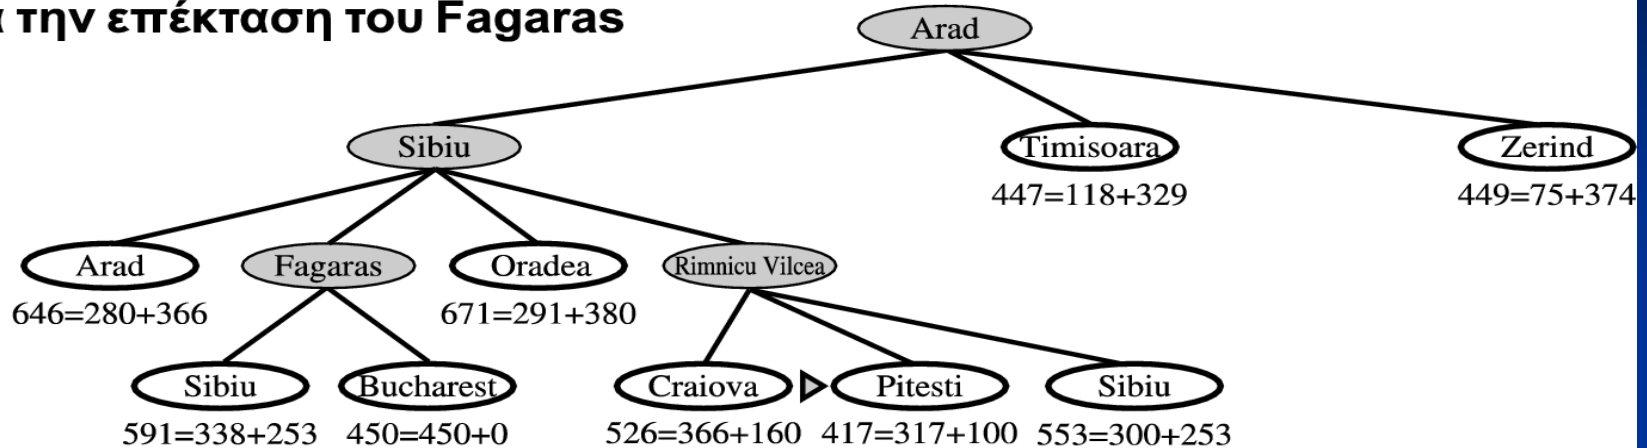 την επέκταση του Fagaras
Arad
Sibiu
Timisoara
Zerind
447=118+329
449=75+374
Arad
Fagaras
Oradea
Rimnicu Vilcea
646=280+366
671=291+380
Sibiu
Bucharest
Craiova
Pitesti
Sibiu
591=338+253
450=450+0
526=366+160
417=317+100
553=300+253